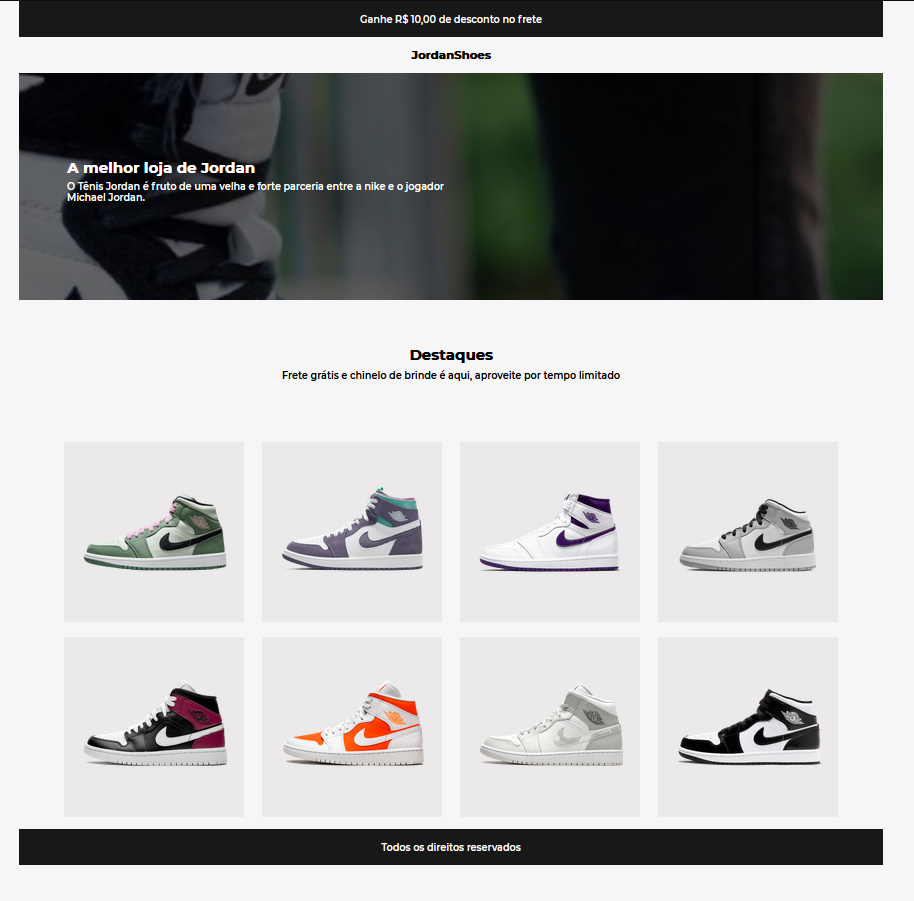 Ganhe R$ 10,00 de desconto no frete
JordanShoes
A melhor loja de Jordan
O Tênis Jordan é fruto de uma velha e forte parceria entre a nike e o jogador
Michael Jordan.
Destaques
Frete grátis e chinelo de brinde é aqui, aproveite por tempo limitado
Todos os direitos reservados